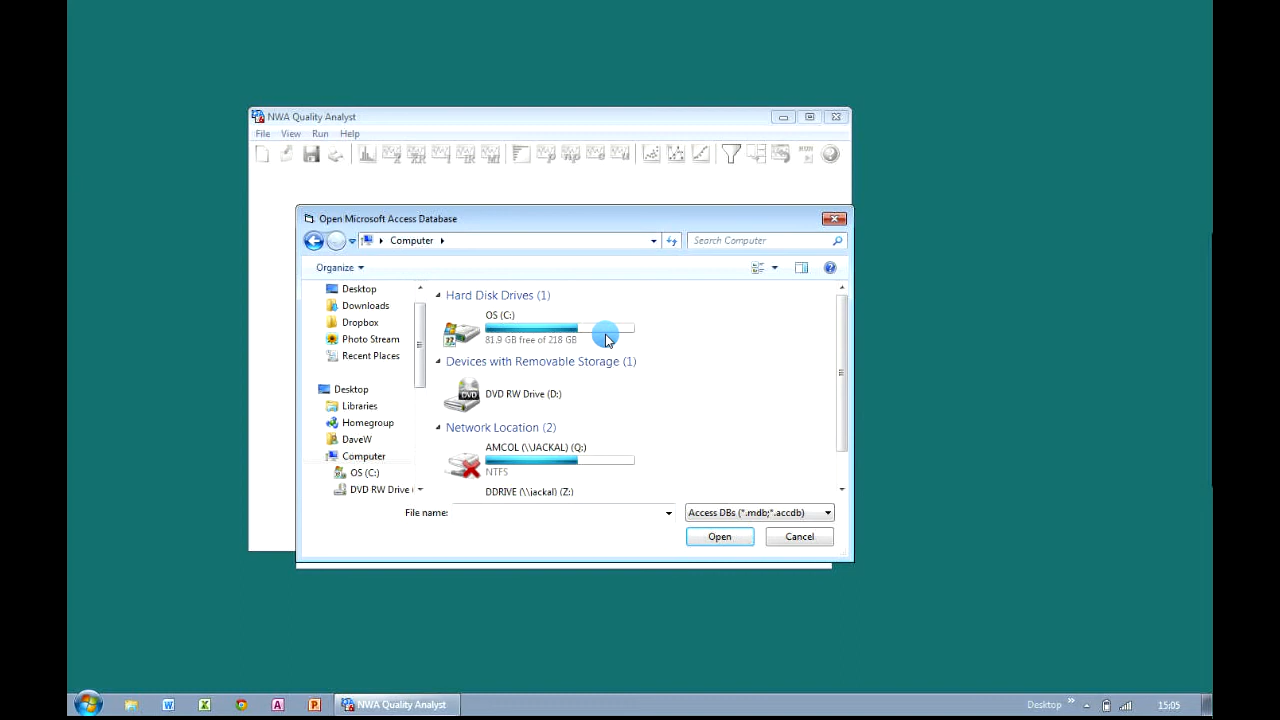 NWA Quality Analyst
File View Run Help
Open Microsoft Access Database
Computer
Search Computer
Organize
Desktop
Downloads
Dropbox
Photo Stream
Recent Places
Desktop
Libraries
Homegroup
DaveW
Computer
OS (C:)
DVD RW Drive
Hard Disk Drives (1)
OS (C:)
81.9 GB free of 218 GB
Devices with Removable Storage (1)
DVD RW Drive (D:)
DVD
Network Location (2)
AMCOL (\\JACKAL) (Q:)
NTFS
DDRIVE (\\jackal) (Z:)
File name:
Access DBs (*.mdb;*.accdb)
Open Cancel
NWA Quality Analyst
Desktop
15:05